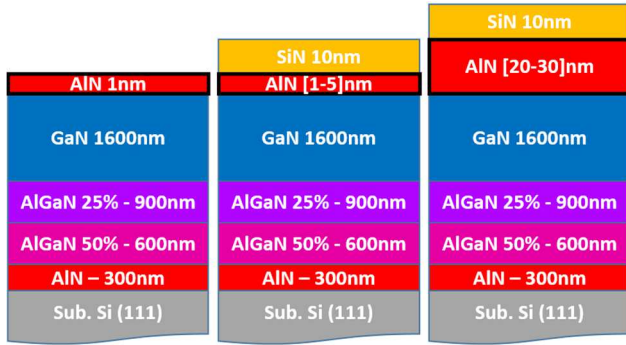 AlN 1nm
GaN 1600nm
AlGaN 25% - 900nm
AlGaN 50% - 600nm
AlN – 300nm
Sub. Si (111)
SiN 10nm
AlN [1-5]nm
GaN 1600nm
AlGaN 25% - 900nm
AlGaN 50% - 600nm
AlN – 300nm
Sub. Si (111)
SiN 10nm
AlN [20-30]nm
GaN 1600nm
AlGaN 25% - 900nm
AlGaN 50% - 600nm
AlN – 300nm
Sub. Si (111)